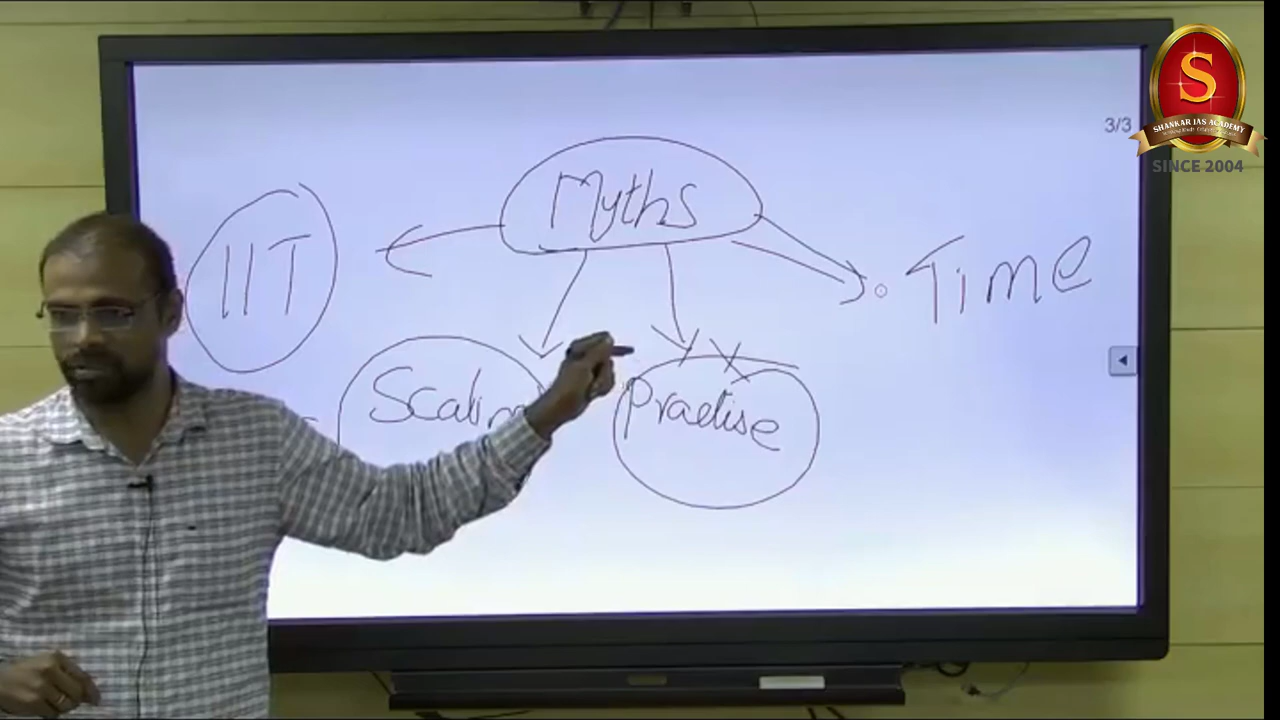 3/3
SHANKAR IAS ACADEMY
SINCE 2004
Myths
IIT
Time
Practise